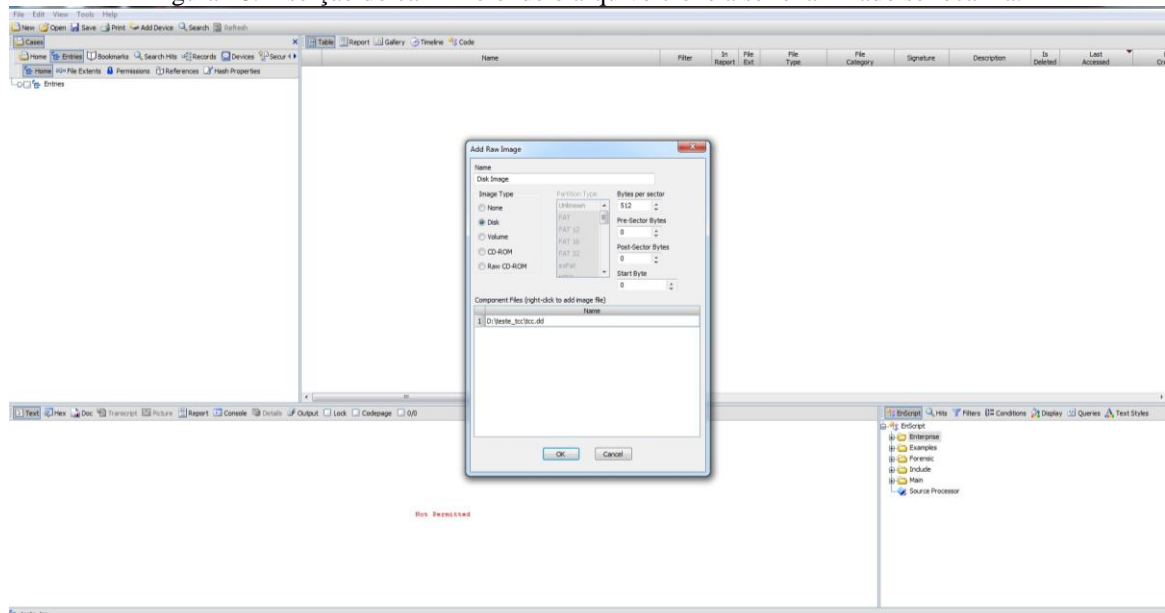 File Edit View Tools Help
New Open Save Print Add Device Search Refresh
Cases
Table Report Gallery Timeline Code
Home Entries Bookmarks Search Hits Records Devices Secur
Home File Extents Permissions References Hash Properties
Entries
Name Filter In Report File Ext File Type File Category Signature Description Is Deleted Last Accessed
Add Raw Image
Name
Disk Image
Image Type Partition Type Bytes per sector
None Unknown 512
Disk FAT Pre-Sector Bytes
Volume FAT 12 0
CD-ROM FAT 16 Post-Sector Bytes
Raw CD-ROM FAT 32 0
exFat
Start Byte
0
Component Files (right-click to add image file)
Name
1 D:\teste_tcc\tcc.dd
OK Cancel
Text Hex Doc Transcript Picture Report Console Details Output Lock Codepage 0/0
EnScript Hits Filters Conditions Display Queries Text Styles
EnScript
Enterprise
Examples
Forensic
Include
Main
Source Processor
Not Permitted